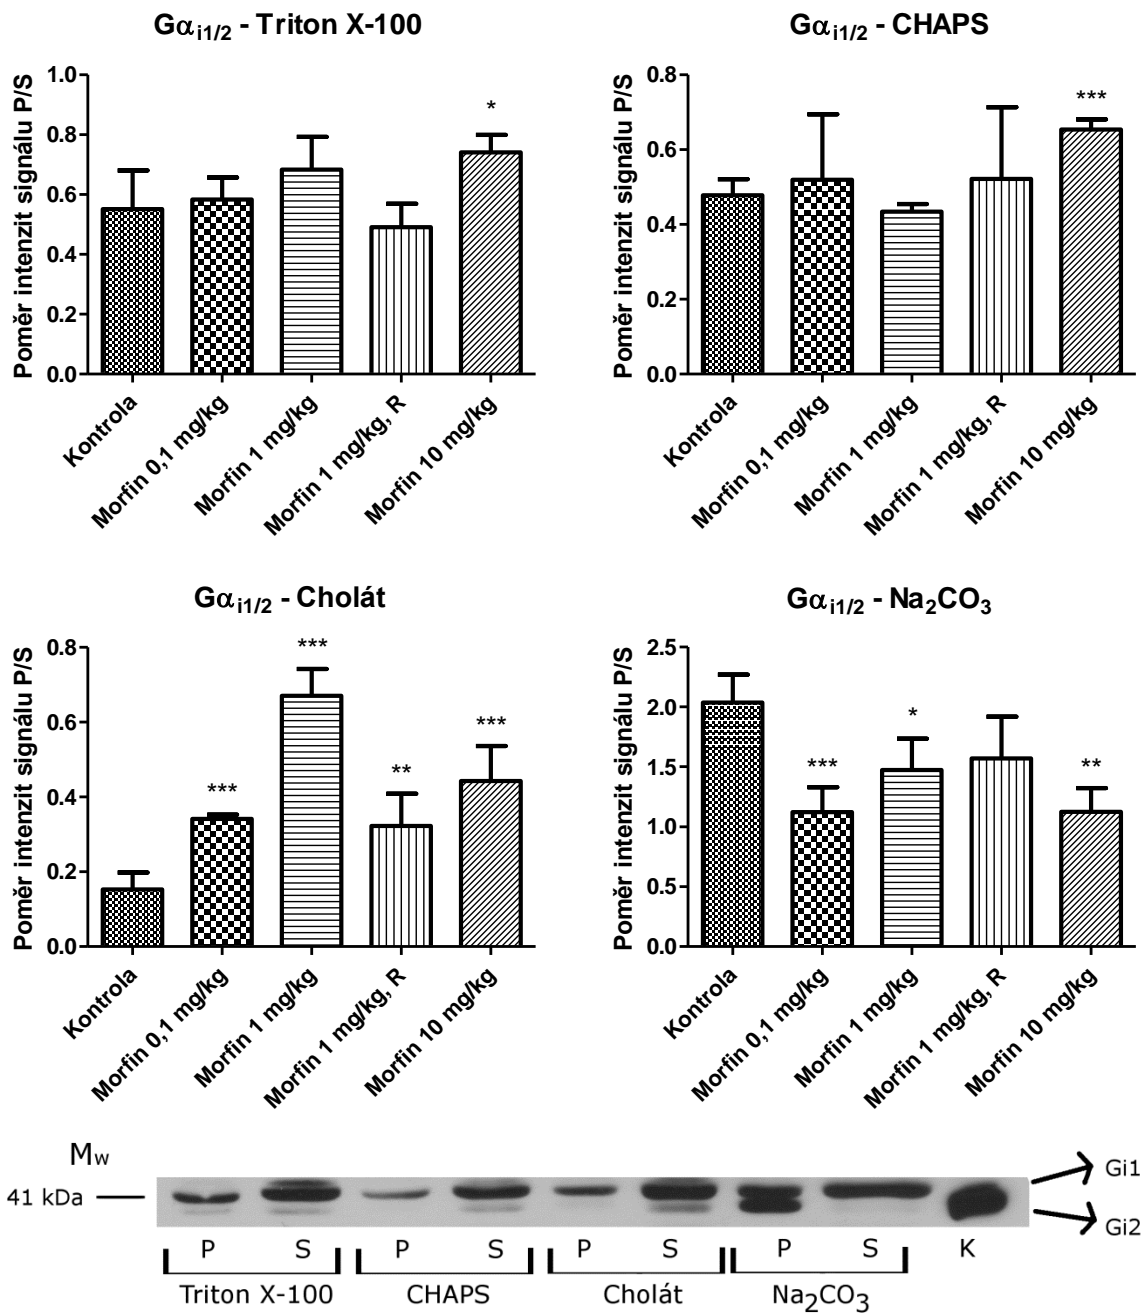 Gαi1/2 - Triton X-100
Poměr intenzit signálu P/S
1.0
0.8
0.6
0.4
0.2
0.0
*
Kontrola
Morfin 0,1 mg/kg
Morfin 1 mg/kg
Morfin 1 mg/kg, R
Morfin 10 mg/kg
Gαi1/2 - CHAPS
Poměr intenzit signálu P/S
0.8
0.6
0.4
0.2
0.0
***
Kontrola
Morfin 0,1 mg/kg
Morfin 1 mg/kg
Morfin 1 mg/kg, R
Morfin 10 mg/kg
Gαi1/2 - Cholát
Poměr intenzit signálu P/S
0.8
0.6
0.4
0.2
0.0
***
***
**
***
Kontrola
Morfin 0,1 mg/kg
Morfin 1 mg/kg
Morfin 1 mg/kg, R
Morfin 10 mg/kg
Gαi1/2 - Na2CO3
Poměr intenzit signálu P/S
2.5
2.0
1.5
1.0
0.5
0.0
***
*
**
Kontrola
Morfin 0,1 mg/kg
Morfin 1 mg/kg
Morfin 1 mg/kg, R
Morfin 10 mg/kg
Mw
41 kDa
Gi1
Gi2
P S P S P S P S K
Triton X-100 CHAPS Cholát Na2CO3